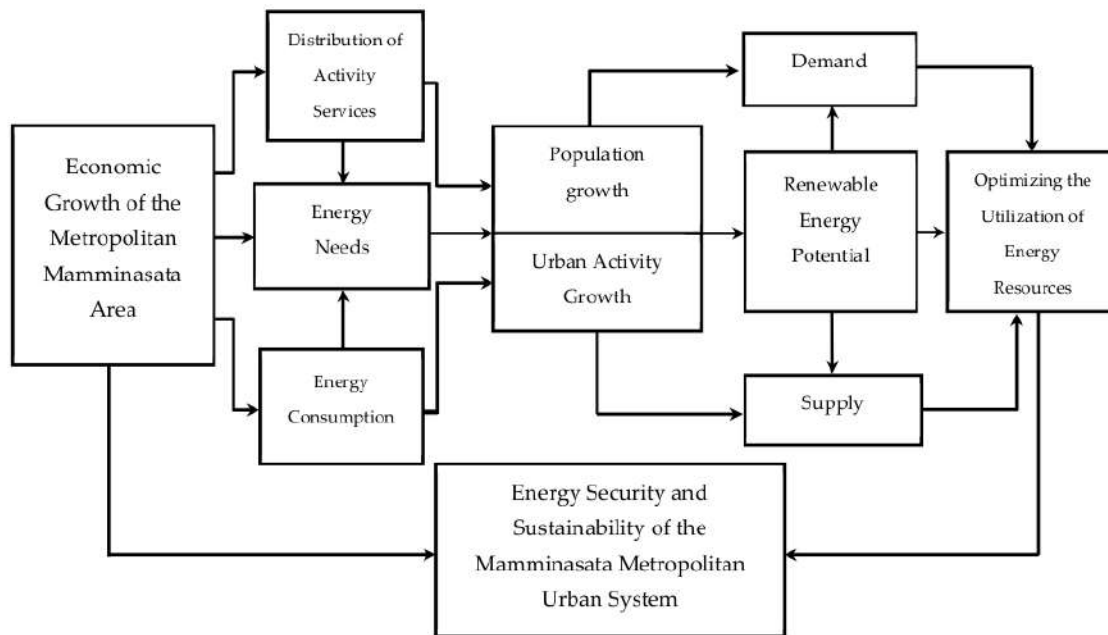 Economic
Growth of the
Metropolitan
Mamminasata
Area
Distribution of
Activity
Services
Energy
Needs
Energy
Consumption
Population
growth
Urban Activity
Growth
Demand
Renewable
Energy
Potential
Supply
Optimizing the
Utilization of
Energy
Resources
Energy Security and
Sustainability of the
Mamminasata Metropolitan
Urban System